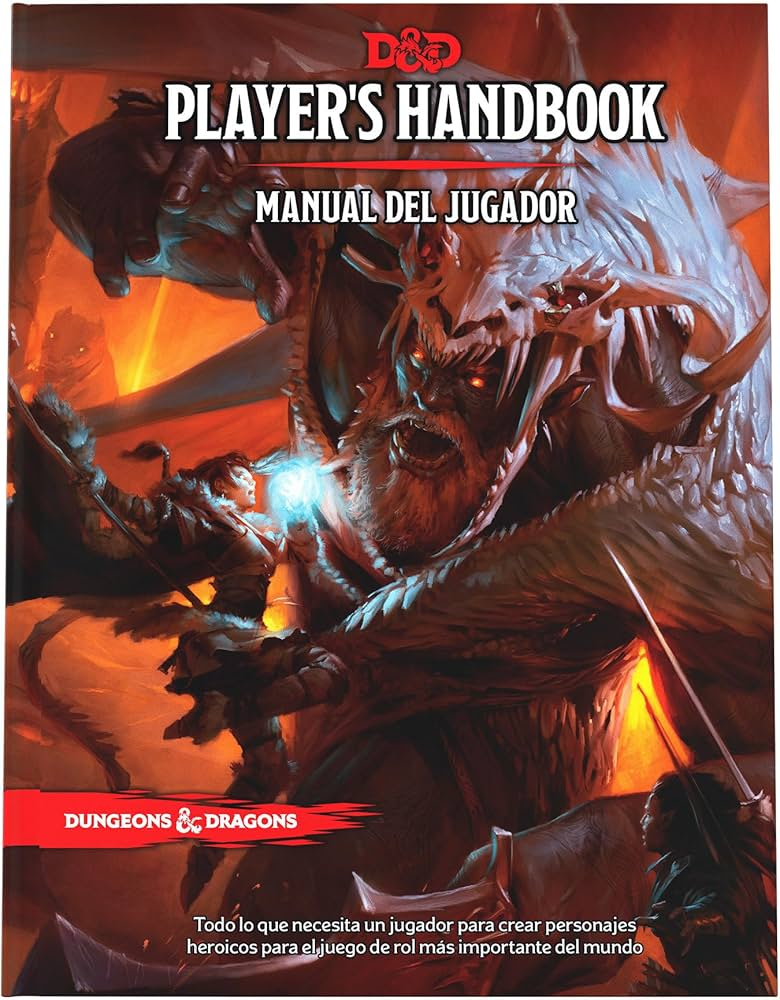 D&D
PLAYER'S HANDBOOK
MANUAL DEL JUGADOR
DUNGEONS & DRAGONS
Todo lo que necesita un jugador para crear personajes
heroicos para el juego de rol más importante del mundo